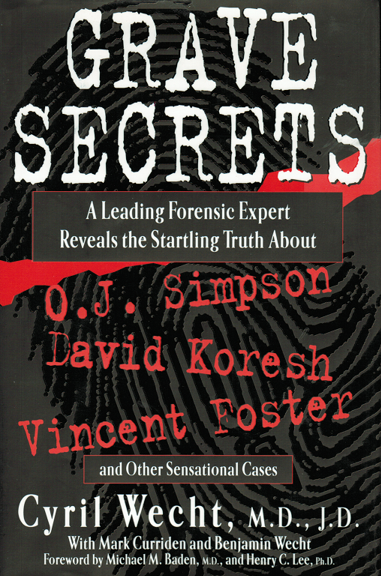 GRAVE
SECRETS
A Leading Forensic Expert
Reveals the Startling Truth About
O.J. Simpson
David Koresh
Vincent Foster
and Other Sensational Cases
Cyril Wecht, M.D., J.D.
With Mark Curriden and Benjamin Wecht
Foreword by Michael M. Baden, M.D., and Henry C. Lee, Ph.D.